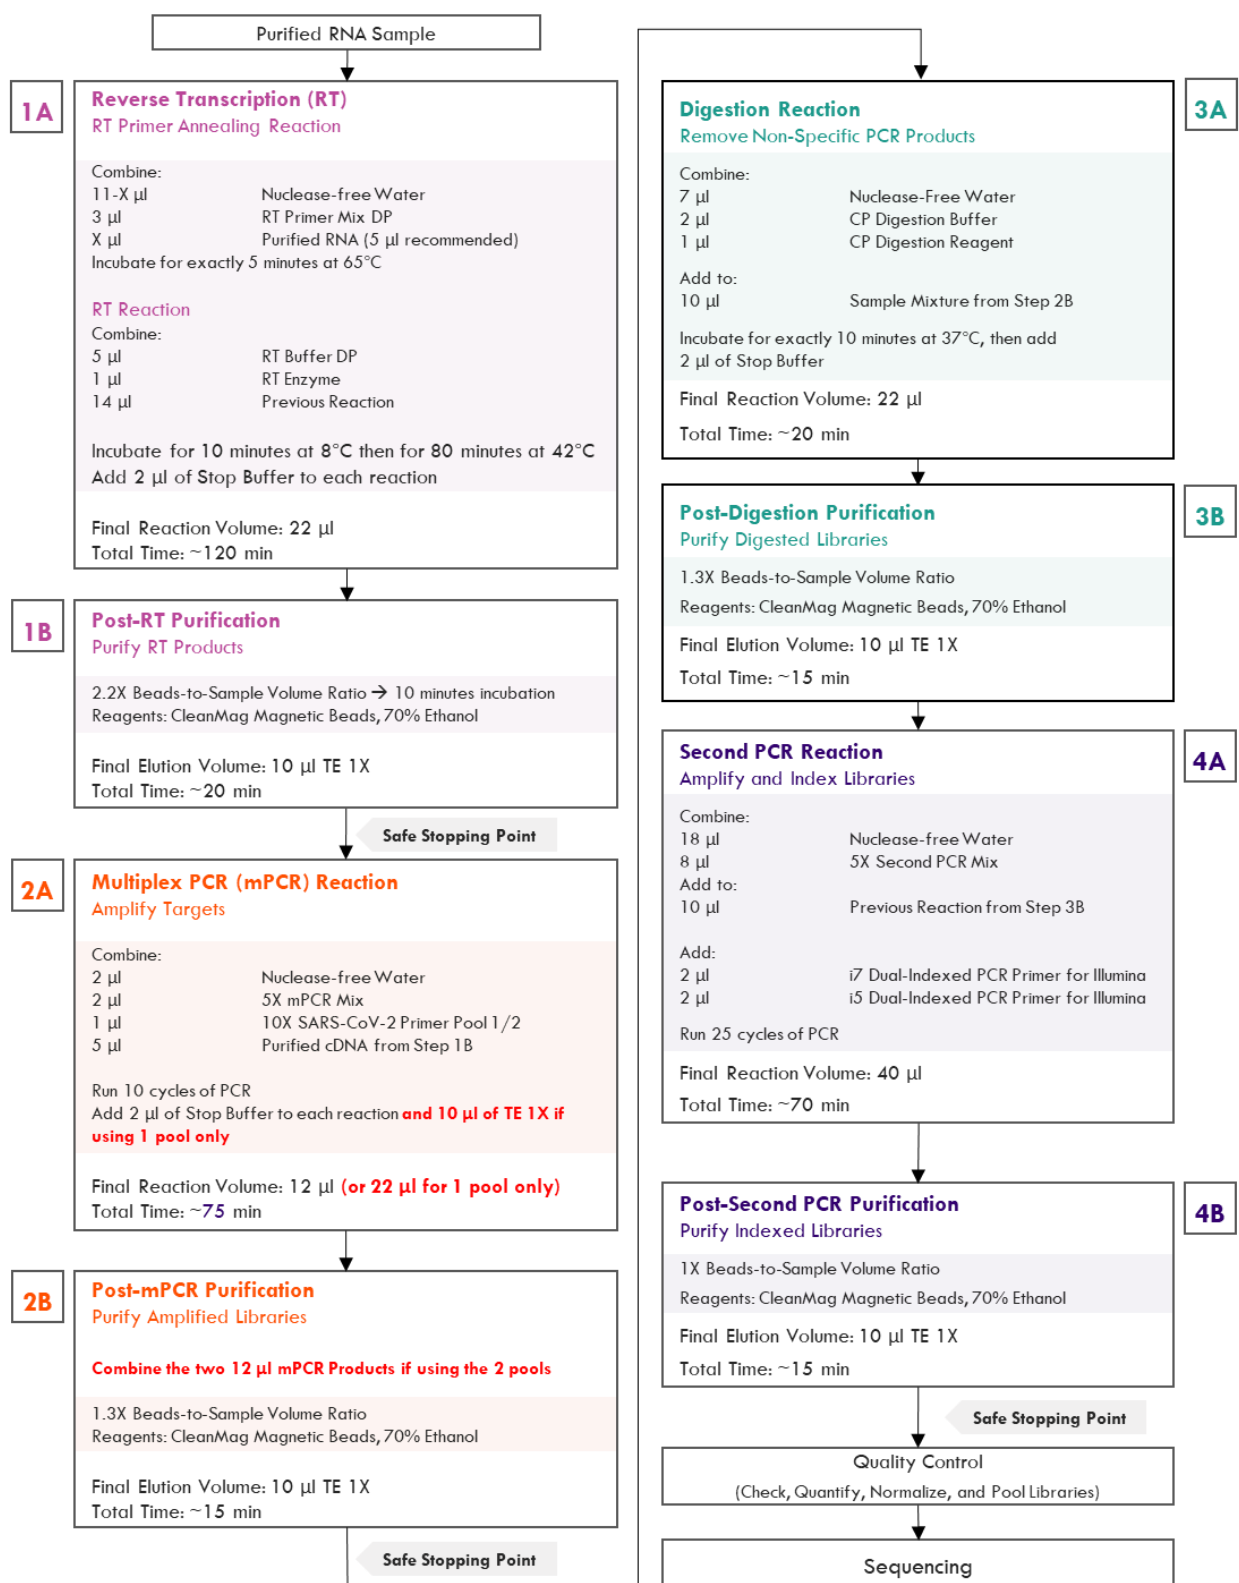 Purified RNA Sample
1A
Reverse Transcription (RT)
RT Primer Annealing Reaction
Combine:
11-X µl Nuclease-free Water
3 µl RT Primer Mix DP
X µl Purified RNA (5 µl recommended)
Incubate for exactly 5 minutes at 65°C
RT Reaction
Combine:
5 µl RT Buffer DP
1 µl RT Enzyme
14 µl Previous Reaction
Incubate for 10 minutes at 8°C then for 80 minutes at 42°C
Add 2 µl of Stop Buffer to each reaction
Final Reaction Volume: 22 µl
Total Time: ~120 min
1B
Post-RT Purification
Purify RT Products
2.2X Beads-to-Sample Volume Ratio → 10 minutes incubation
Reagents: CleanMag Magnetic Beads, 70% Ethanol
Final Elution Volume: 10 µl TE 1X
Total Time: ~20 min
Safe Stopping Point
2A
Multiplex PCR (mPCR) Reaction
Amplify Targets
Combine:
2 µl Nuclease-free Water
2 µl 5X mPCR Mix
1 µl 10X SARS-CoV-2 Primer Pool 1/2
5 µl Purified cDNA from Step 1B
Run 10 cycles of PCR
Add 2 µl of Stop Buffer to each reaction and 10 µl of TE 1X if
using 1 pool only
Final Reaction Volume: 12 µl (or 22 µl for 1 pool only)
Total Time: ~75 min
2B
Post-mPCR Purification
Purify Amplified Libraries
Combine the two 12 µl mPCR Products if using the 2 pools
1.3X Beads-to-Sample Volume Ratio
Reagents: CleanMag Magnetic Beads, 70% Ethanol
Final Elution Volume: 10 µl TE 1X
Total Time: ~15 min
Safe Stopping Point
3A
Digestion Reaction
Remove Non-Specific PCR Products
Combine:
7 µl Nuclease-Free Water
2 µl CP Digestion Buffer
1 µl CP Digestion Reagent
Add to:
10 µl Sample Mixture from Step 2B
Incubate for exactly 10 minutes at 37°C, then add
2 µl of Stop Buffer
Final Reaction Volume: 22 µl
Total Time: ~20 min
3B
Post-Digestion Purification
Purify Digested Libraries
1.3X Beads-to-Sample Volume Ratio
Reagents: CleanMag Magnetic Beads, 70% Ethanol
Final Elution Volume: 10 µl TE 1X
Total Time: ~15 min
4A
Second PCR Reaction
Amplify and Index Libraries
Combine:
18 µl Nuclease-free Water
8 µl 5X Second PCR Mix
Add to:
10 µl Previous Reaction from Step 3B
Add:
2 µl i7 Dual-Indexed PCR Primer for Illumina
2 µl i5 Dual-Indexed PCR Primer for Illumina
Run 25 cycles of PCR
Final Reaction Volume: 40 µl
Total Time: ~70 min
4B
Post-Second PCR Purification
Purify Indexed Libraries
1X Beads-to-Sample Volume Ratio
Reagents: CleanMag Magnetic Beads, 70% Ethanol
Final Elution Volume: 10 µl TE 1X
Total Time: ~15 min
Safe Stopping Point
Quality Control
(Check, Quantify, Normalize, and Pool Libraries)
Sequencing